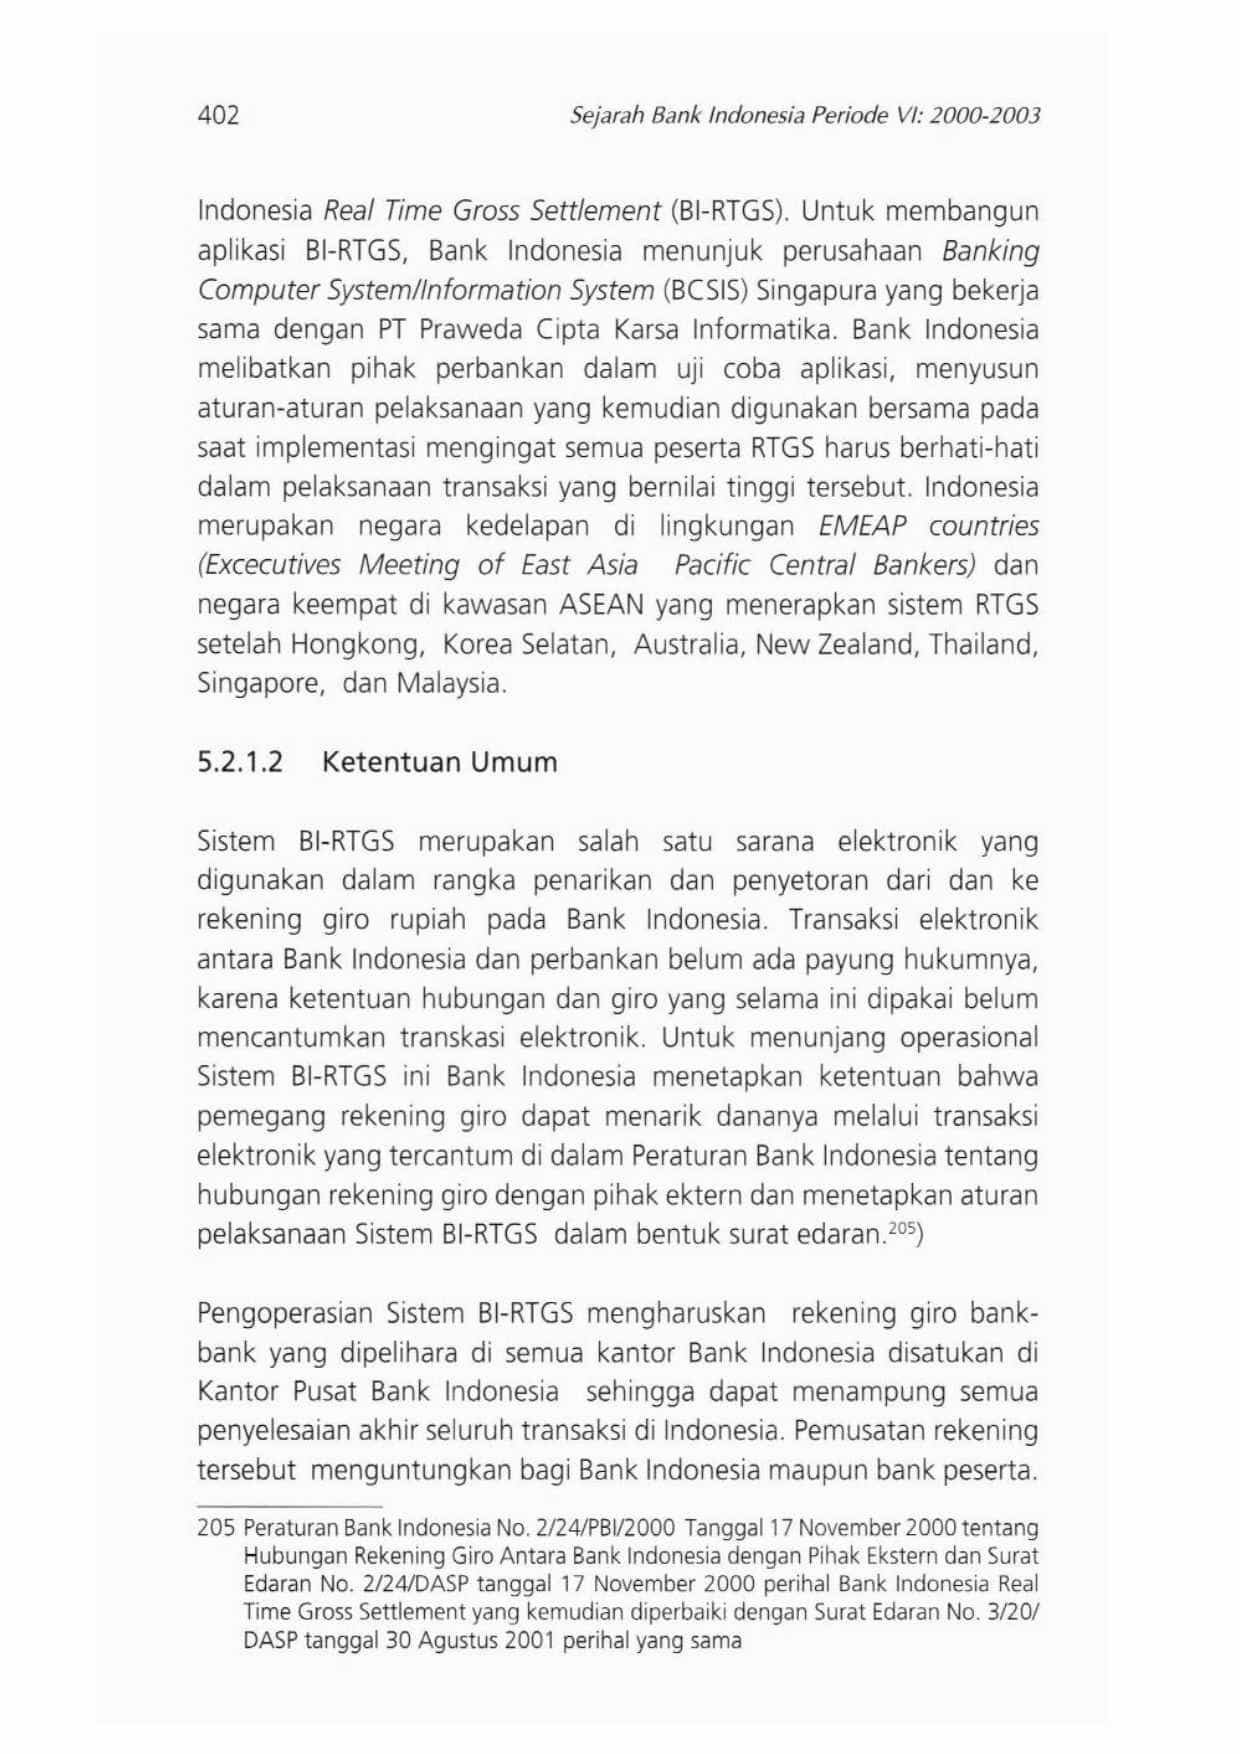 402
Sejarah Bank Indonesia Periode VI: 2000-2003
Indonesia Real Time Gross Settlement (BI-RTGS). Untuk membangun
aplikasi BI-RTGS, Bank Indonesia menunjuk perusahaan Banking
Computer System/Information System (BCSIS) Singapura yang bekerja
sama dengan PT Praweda Cipta Karsa Informatika. Bank Indonesia
melibatkan pihak perbankan dalam uji coba aplikasi, menyusun
aturan-aturan pelaksanaan yang kemudian digunakan bersama pada
saat implementasi mengingat semua peserta RTGS harus berhati-hati
dalam pelaksanaan transaksi yang bernilai tinggi tersebut. Indonesia
merupakan negara kedelapan di lingkungan EMEAP countries
(Excecutives Meeting of East Asia Pacific Central Bankers) dan
negara keempat di kawasan ASEAN yang menerapkan sistem RTGS
setelah Hongkong, Korea Selatan, Australia, New Zealand, Thailand,
Singapore, dan Malaysia.
5.2.1.2 Ketentuan Umum
Sistem BI-RTGS merupakan salah satu sarana elektronik yang
digunakan dalam rangka penarikan dan penyetoran dari dan ke
rekening giro rupiah pada Bank Indonesia. Transaksi elektronik
antara Bank Indonesia dan perbankan belum ada payung hukumnya,
karena ketentuan hubungan dan giro yang selama ini dipakai belum
mencantumkan transkasi elektronik. Untuk menunjang operasional
Sistem BI-RTGS ini Bank Indonesia menetapkan ketentuan bahwa
pemegang rekening giro dapat menarik dananya melalui transaksi
elektronik yang tercantum di dalam Peraturan Bank Indonesia tentang
hubungan rekening giro dengan pihak ektern dan menetapkan aturan
pelaksanaan Sistem BI-RTGS dalam bentuk surat edaran.205)
Pengoperasian Sistem BI-RTGS mengharuskan rekening giro bank-
bank yang dipelihara di semua kantor Bank Indonesia disatukan di
Kantor Pusat Bank Indonesia sehingga dapat menampung semua
penyelesaian akhir seluruh transaksi di Indonesia. Pemusatan rekening
tersebut menguntungkan bagi Bank Indonesia maupun bank peserta.
205 Peraturan Bank Indonesia No. 2/24/PBI/2000 Tanggal 17 November 2000 tentang
Hubungan Rekening Giro Antara Bank Indonesia dengan Pihak Ekstern dan Surat
Edaran No. 2/24/DASP tanggal 17 November 2000 perihal Bank Indonesia Real
Time Gross Settlement yang kemudian diperbaiki dengan Surat Edaran No. 3/20/
DASP tanggal 30 Agustus 2001 perihal yang sama